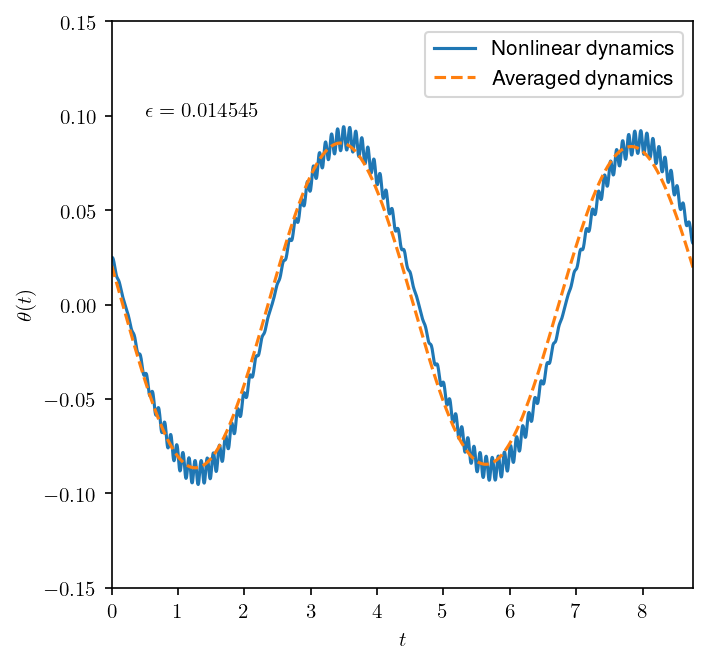 0.15
Nonlinear dynamics
Averaged dynamics
ϵ = 0.014545
0.10
0.05
0.00
−0.05
−0.10
−0.15
θ(t)
0 1 2 3 4 5 6 7 8
t